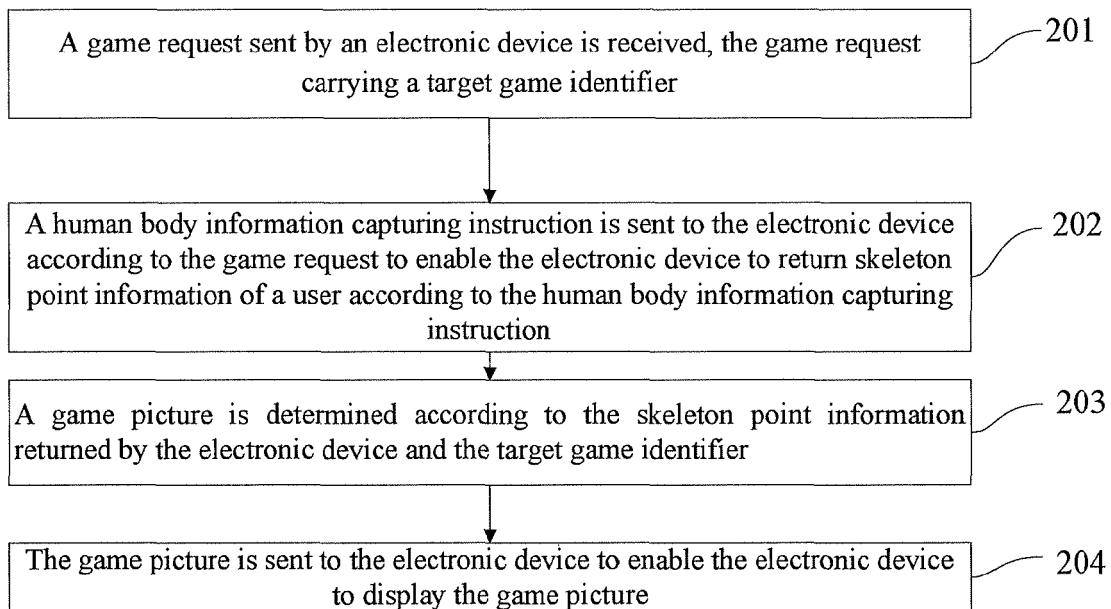 A game request sent by an electronic device is received, the game request
carrying a target game identifier
201
A human body information capturing instruction is sent to the electronic device
according to the game request to enable the electronic device to return skeleton
point information of a user according to the human body information capturing
instruction
202
A game picture is determined according to the skeleton point information
returned by the electronic device and the target game identifier
203
The game picture is sent to the electronic device to enable the electronic device
to display the game picture
204